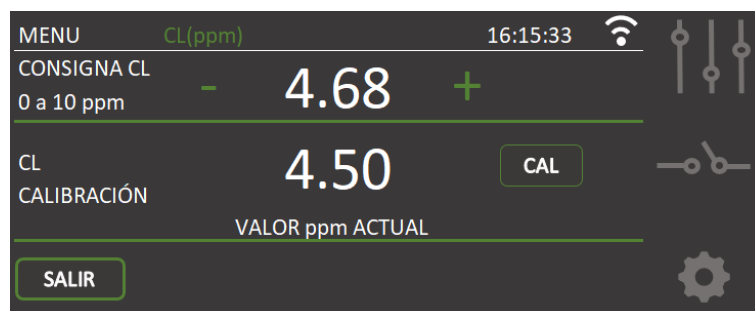 MENU CL(ppm) 16:15:33
CONSIGNA CL
0 a 10 ppm - 4.68 +
CL
CALIBRACIÓN 4.50 CAL
VALOR ppm ACTUAL
SALIR